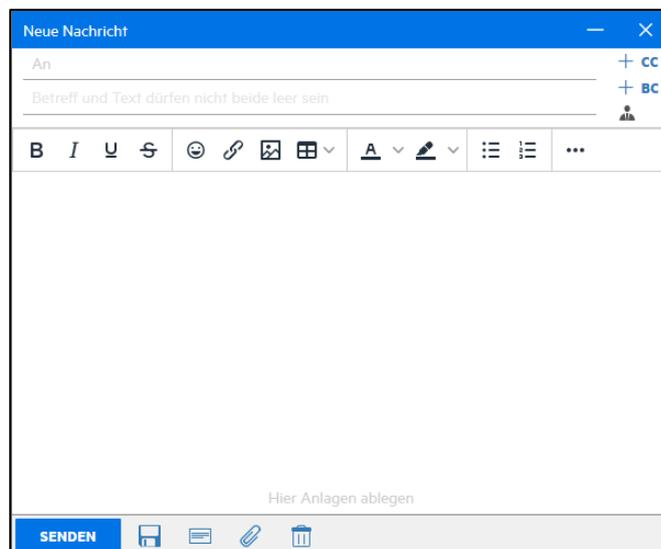 Neue Nachricht
An
CC
Betreff und Text dürfen nicht beide leer sein
BC
B I U S A
Hier Anlagen ablegen
SENDEN